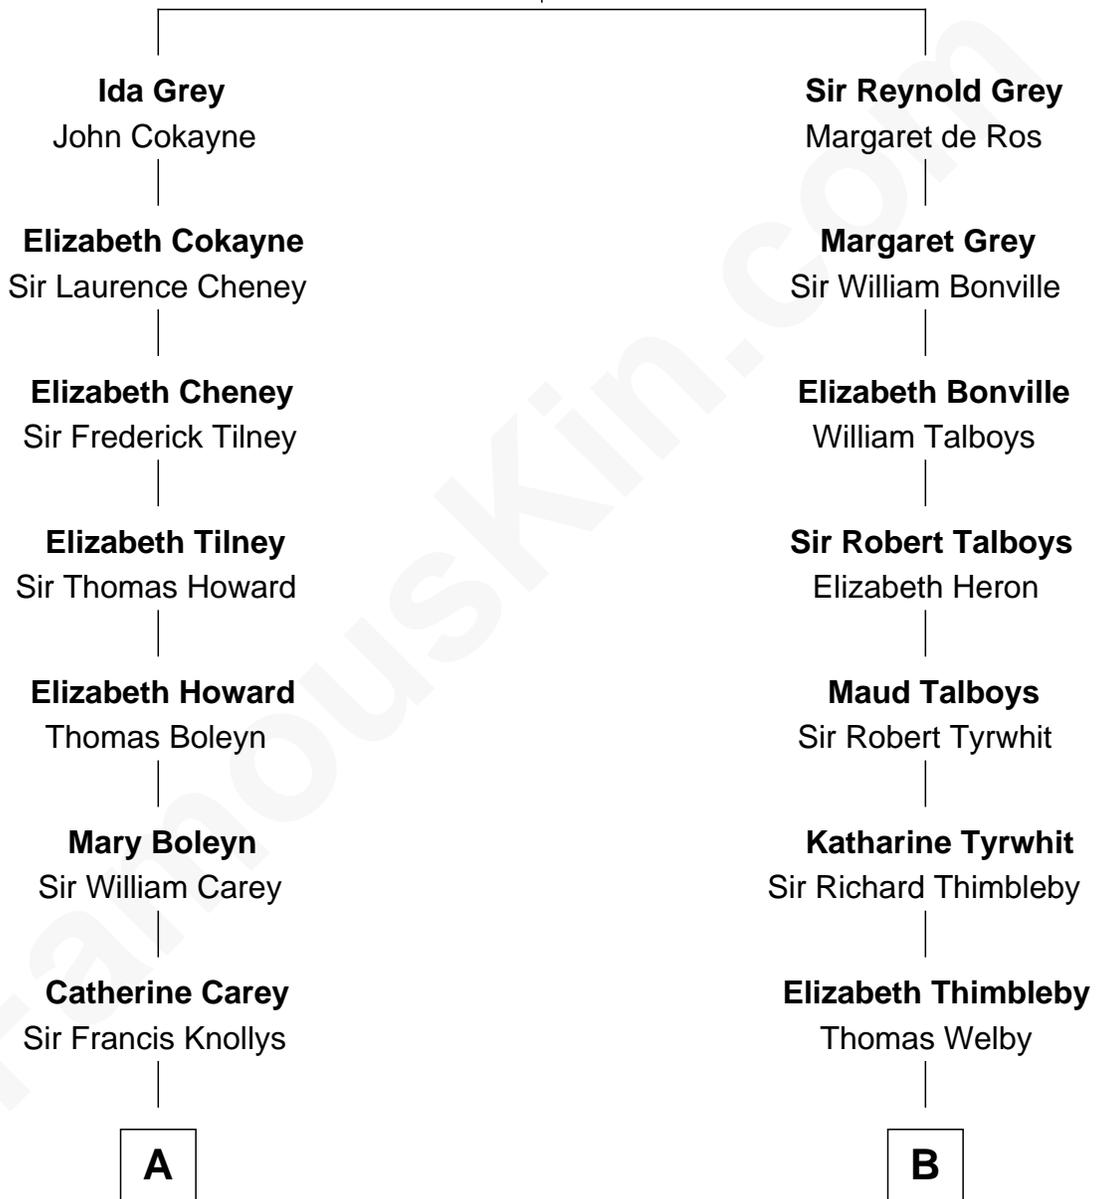 Ida Grey
John Cokayne
Sir Reynold Grey
Margaret de Ros
Elizabeth Cokayne
Sir Laurence Cheney
Margaret Grey
Sir William Bonville
Elizabeth Cheney
Sir Frederick Tilney
Elizabeth Bonville
William Talboys
Elizabeth Tilney
Sir Thomas Howard
Sir Robert Talboys
Elizabeth Heron
Elizabeth Howard
Thomas Boleyn
Maud Talboys
Sir Robert Tyrwhit
Mary Boleyn
Sir William Carey
Katharine Tyrwhit
Sir Richard Thimbleby
Catherine Carey
Sir Francis Knollys
Elizabeth Thimbleby
Thomas Welby
A
B
FamousKin.com